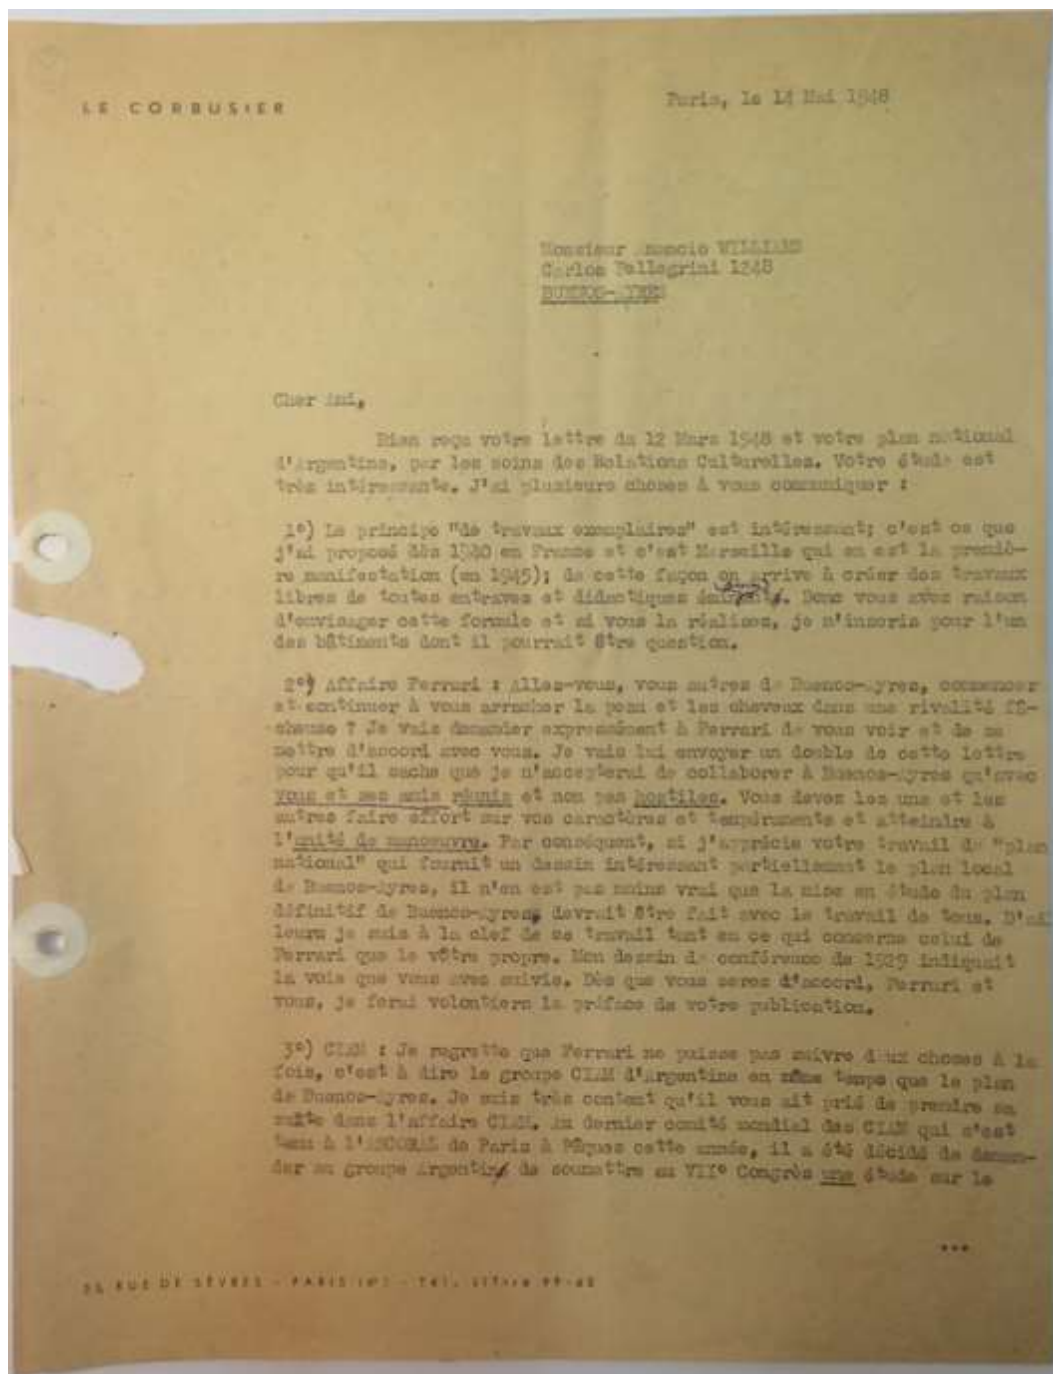 LE CORBUSIER
Paris, le 14 Mai 1948
Monsieur Amancio WILLIAMS
Carlos Pellegrini 1248
BUENOS-AYRES
Cher Ami,
Bien reçu votre lettre du 12 Mars 1948 et votre plan national
d'Argentine, par les soins des Relations Culturelles. Votre étude est
très intéressante. J'ai plusieurs choses à vous communiquer :
1°) Le principe "de travaux exemplaires" est intéressant; c'est ce que
j'ai proposé dès 1940 en France et c'est Marseille qui en est la premiè-
re manifestation (en 1945); de cette façon on arrive à créer des travaux
libres de toutes entraves et didactiques. Donc vous avez raison
d'envisager cette formule et si vous la réalisez, je m'inscris pour l'un
des bâtiments dont il pourrait être question.
2°) Affaire Ferrari : Allez-vous, vous autres de Buenos-Ayres, commencer
et continuer à vous arracher la peau et les cheveux dans une rivalité fâ-
cheuse ? Je vais demander expressément à Ferrari de vous voir et de se
mettre d'accord avec vous. Je vais lui envoyer un double de cette lettre
pour qu'il sache que je n'accepterai de collaborer à Buenos-Ayres qu'avec
vous et ses amis réunis et non pas hostiles. Vous devez les uns et les
autres faire effort sur vos caractères et tempéraments et atteindre à
l'unité de manoeuvre. Par conséquent, si j'apprécie votre travail de "plan
national" qui fournit un dessin intéressant partiellement le plan local
de Buenos-Ayres, il n'en est pas moins vrai que la mise en étude du plan
définitif de Buenos-Ayres, devrait être fait avec le travail de tous. D'ail
leurs je suis à la clef de ce travail tant en ce qui concerne celui de
Ferrari que le vôtre propre. Mon dessin de conférence de 1929 indiquait
la voie que vous avez suivie. Dès que vous serez d'accord, Ferrari et
vous, je ferai volontiers la préface de votre publication.
3°) CIAM : Je regrette que Ferrari ne puisse pas suivre deux choses à la
fois, c'est à dire le groupe CIAM d'Argentine en même temps que le plan
de Buenos-Ayres. Je suis très content qu'il vous ait prié de prendre sa
suite dans l'affaire CIAM. Au dernier comité mondial des CIAM qui s'est
tenu à l'ASCORAL de Paris à Pâques cette année, il a été décidé de deman-
der au groupe Argentin de soumettre au VII° Congrès une étude sur le
...
35 RUE DE SÈVRES - PARIS (6e) - Tél. Littré 99-62